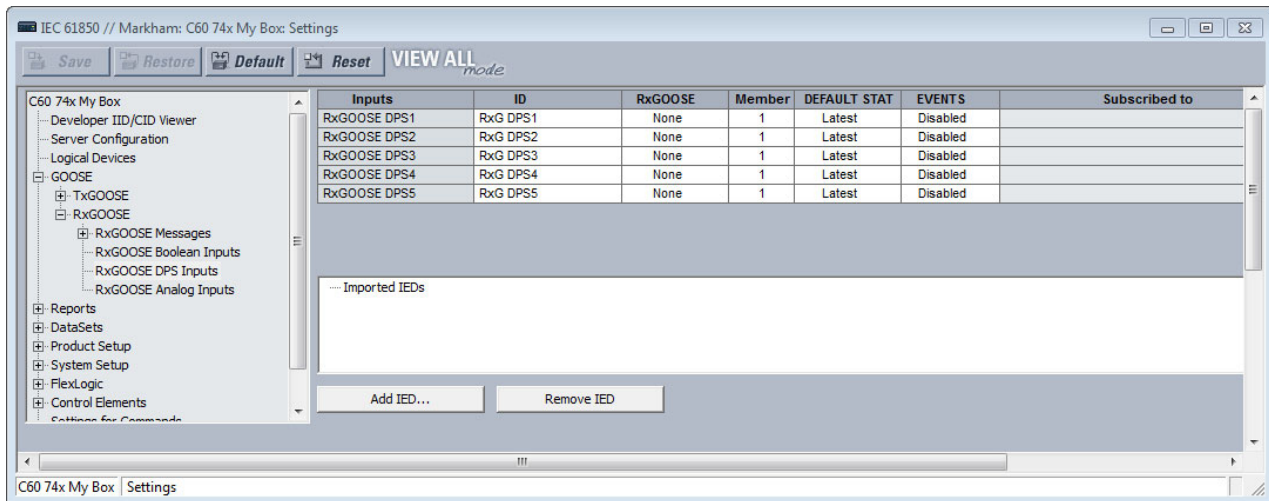 IEC 61850 // Markham: C60 74x My Box: Settings
Save Restore Default Reset VIEW ALL mode
C60 74x My Box
Developer IID/CID Viewer
Server Configuration
Logical Devices
GOOSE
TxGOOSE
RxGOOSE
RxGOOSE Messages
RxGOOSE Boolean Inputs
RxGOOSE DPS Inputs
RxGOOSE Analog Inputs
Reports
DataSets
Product Setup
System Setup
FlexLogic
Control Elements
Settings for Commands
Inputs ID RxGOOSE Member DEFAULT STAT EVENTS Subscribed to
RxGOOSE DPS1 RxG DPS1 None 1 Latest Disabled
RxGOOSE DPS2 RxG DPS2 None 1 Latest Disabled
RxGOOSE DPS3 RxG DPS3 None 1 Latest Disabled
RxGOOSE DPS4 RxG DPS4 None 1 Latest Disabled
RxGOOSE DPS5 RxG DPS5 None 1 Latest Disabled
Imported IEDs
Add IED... Remove IED
C60 74x My Box Settings